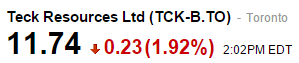 Teck Resources Ltd (TCK-B.TO) - Toronto
11.74 ↓0.23(1.92%) 2:02PM EDT